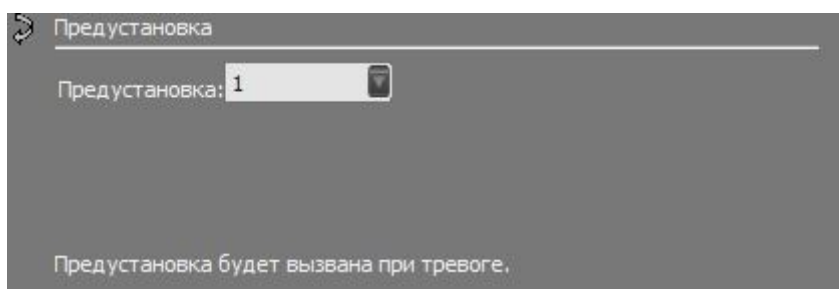 Предустановка
Предустановка: 1
Предустановка будет вызвана при тревоге.